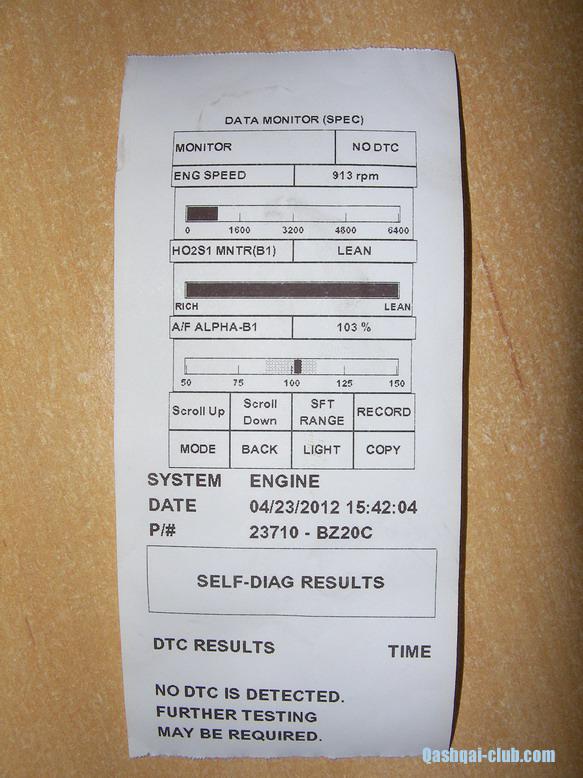 DATA MONITOR (SPEC)
MONITOR NO DTC
ENG SPEED 913 rpm
0 1600 3200 4800 6400
HO2S1 MNTR(B1) LEAN
RICH LEAN
A/F ALPHA-B1 103 %
50 75 100 125 150
Scroll Up Scroll Down SFT RANGE RECORD
MODE BACK LIGHT COPY
SYSTEM ENGINE
DATE 04/23/2012 15:42:04
P/# 23710 - BZ20C
SELF-DIAG RESULTS
DTC RESULTS TIME
NO DTC IS DETECTED.
FURTHER TESTING
MAY BE REQUIRED.
Qashqai-club.com